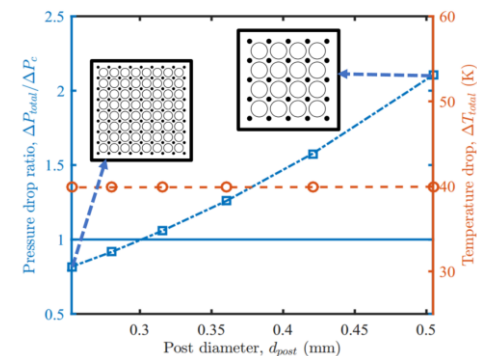 2.5
2
1.5
1
0.5
Pressure drop ratio, ΔP_total/ΔP_c
60
50
40
30
20
Temperature drop, ΔT_total (K)
0.3 0.35 0.4 0.45 0.5
Post diameter, d_post (mm)